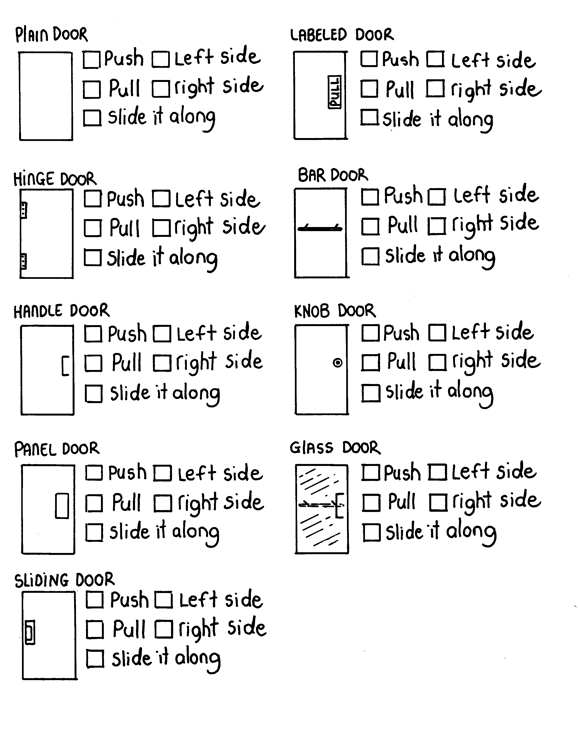 Plain Door
Push Left side
Pull right side
slide it along
LABELED DOOR
PULL
Push Left side
Pull right side
slide it along
HINGE DOOR
Push Left side
Pull right side
slide it along
BAR DOOR
Push Left side
Pull right side
slide it along
HANDLE DOOR
Push Left side
Pull right side
slide it along
KNOB DOOR
Push Left side
Pull right side
slide it along
PANEL DOOR
Push Left side
Pull right side
slide it along
GLASS DOOR
Push Left side
Pull right side
slide it along
SLIDING DOOR
Push Left side
Pull right side
slide it along